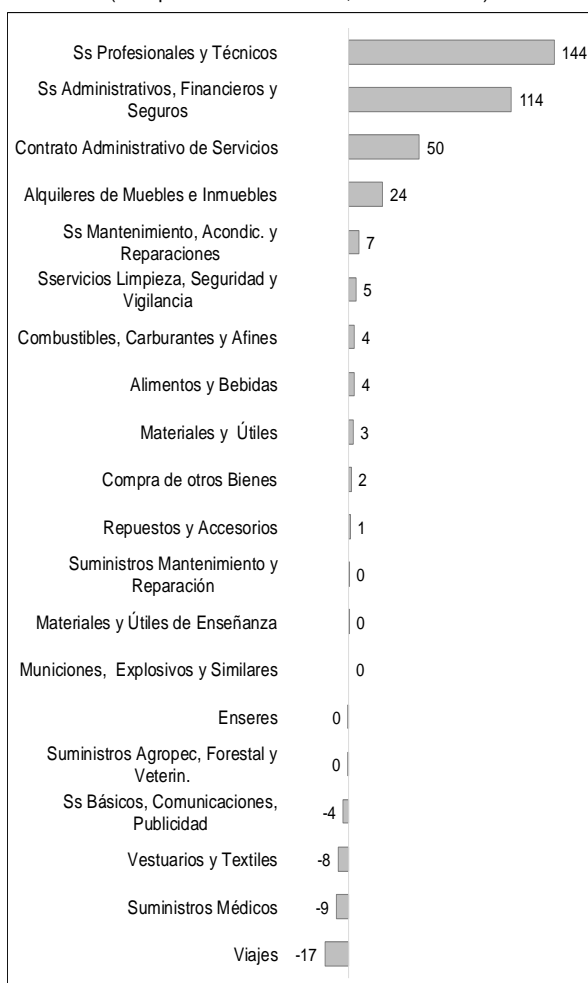 Ss Profesionales y Técnicos 144
Ss Administrativos, Financieros y
Seguros 114
Contrato Administrativo de Servicios 50
Alquileres de Muebles e Inmuebles 24
Ss Mantenimiento, Acondic. y
Reparaciones 7
Sservicios Limpieza, Seguridad y
Vigilancia 5
Combustibles, Carburantes y Afines 4
Alimentos y Bebidas 4
Materiales y Útiles 3
Compra de otros Bienes 2
Repuestos y Accesorios 1
Suministros Mantenimiento y
Reparación 0
Materiales y Útiles de Enseñanza 0
Municiones, Explosivos y Similares 0
Enseres 0
Suministros Agropec, Forestal y
Veterin. 0
Ss Básicos, Comunicaciones,
Publicidad -4
Vestuarios y Textiles -8
Suministros Médicos -9
Viajes -17